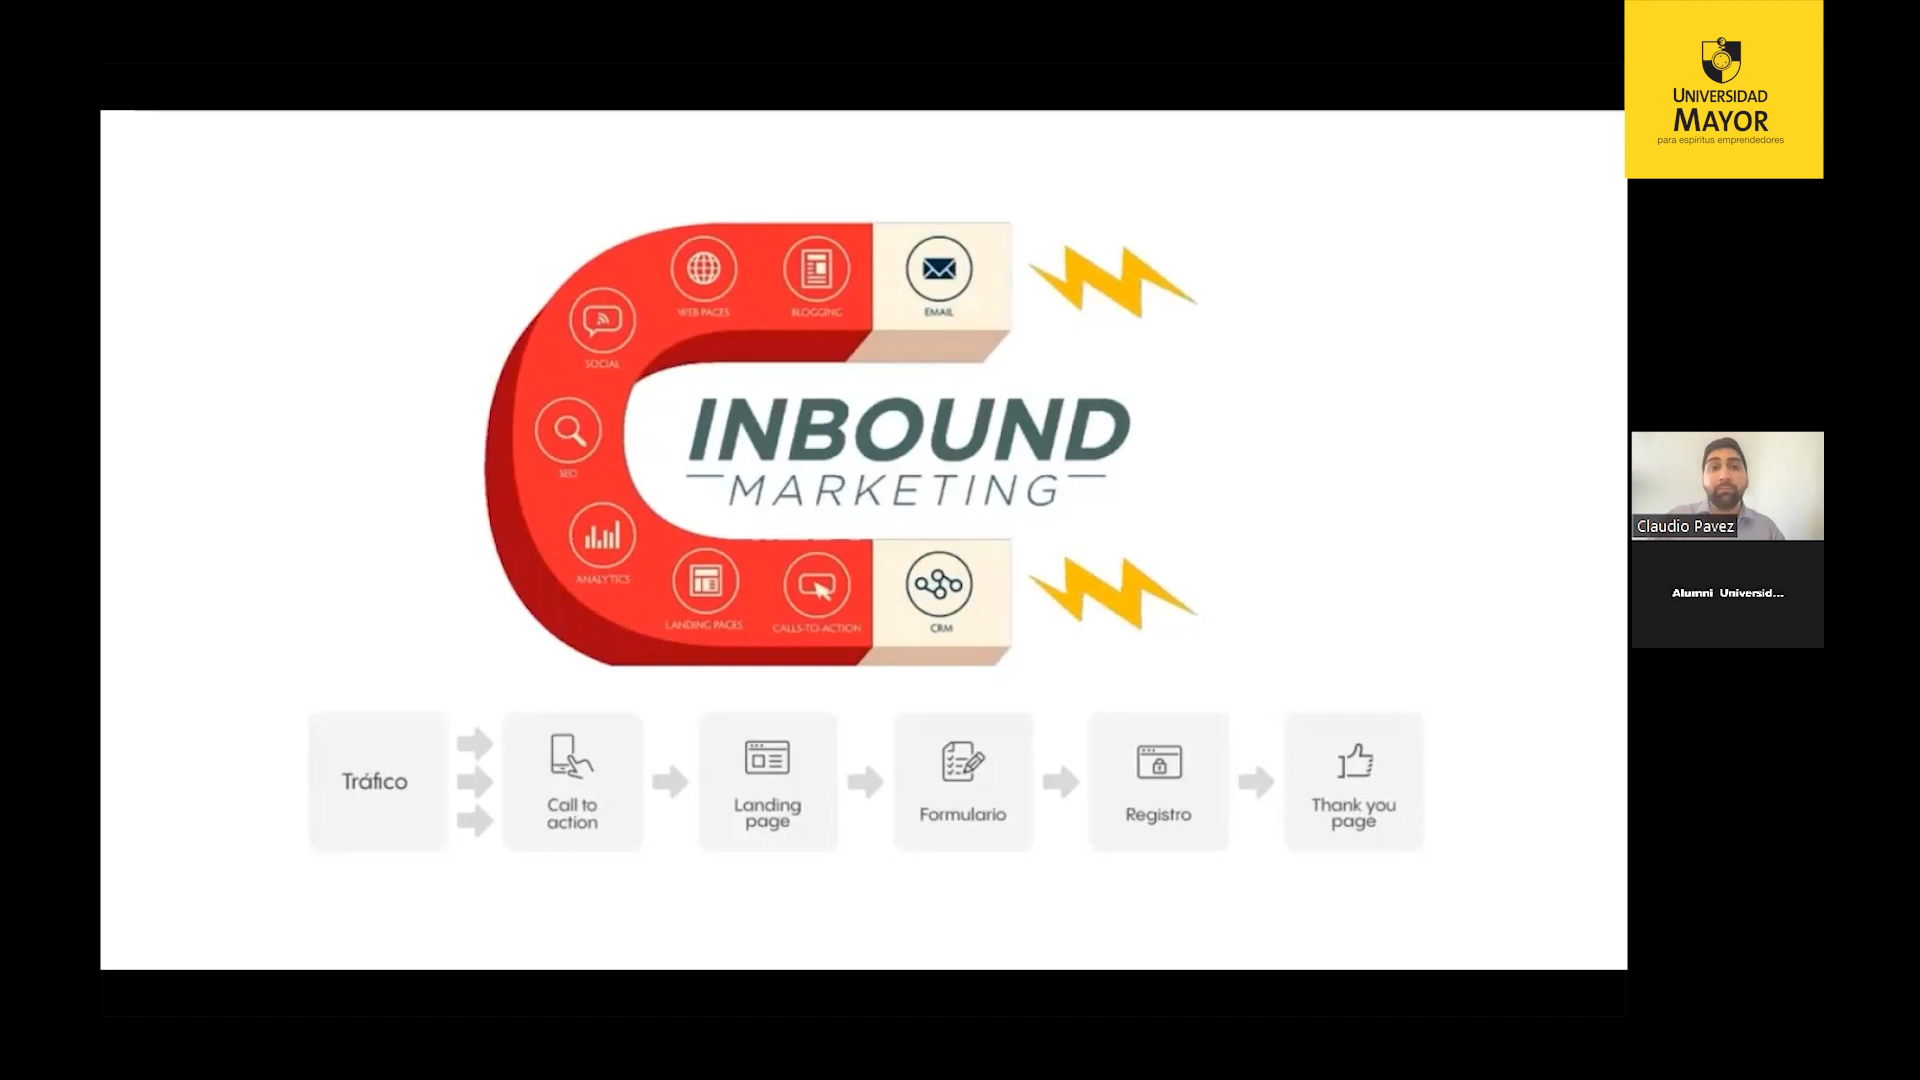 UNIVERSIDAD
MAYOR
para espíritus emprendedores
WEB PAGES
BLOGGING
EMAIL
SOCIAL
SEO
INBOUND
MARKETING
ANALYTICS
LANDING PAGES
CALLS-TO-ACTION
CRM
Claudio Pavez
Alumni Universid...
Tráfico
Call to
action
Landing
page
Formulario
Registro
Thank you
page